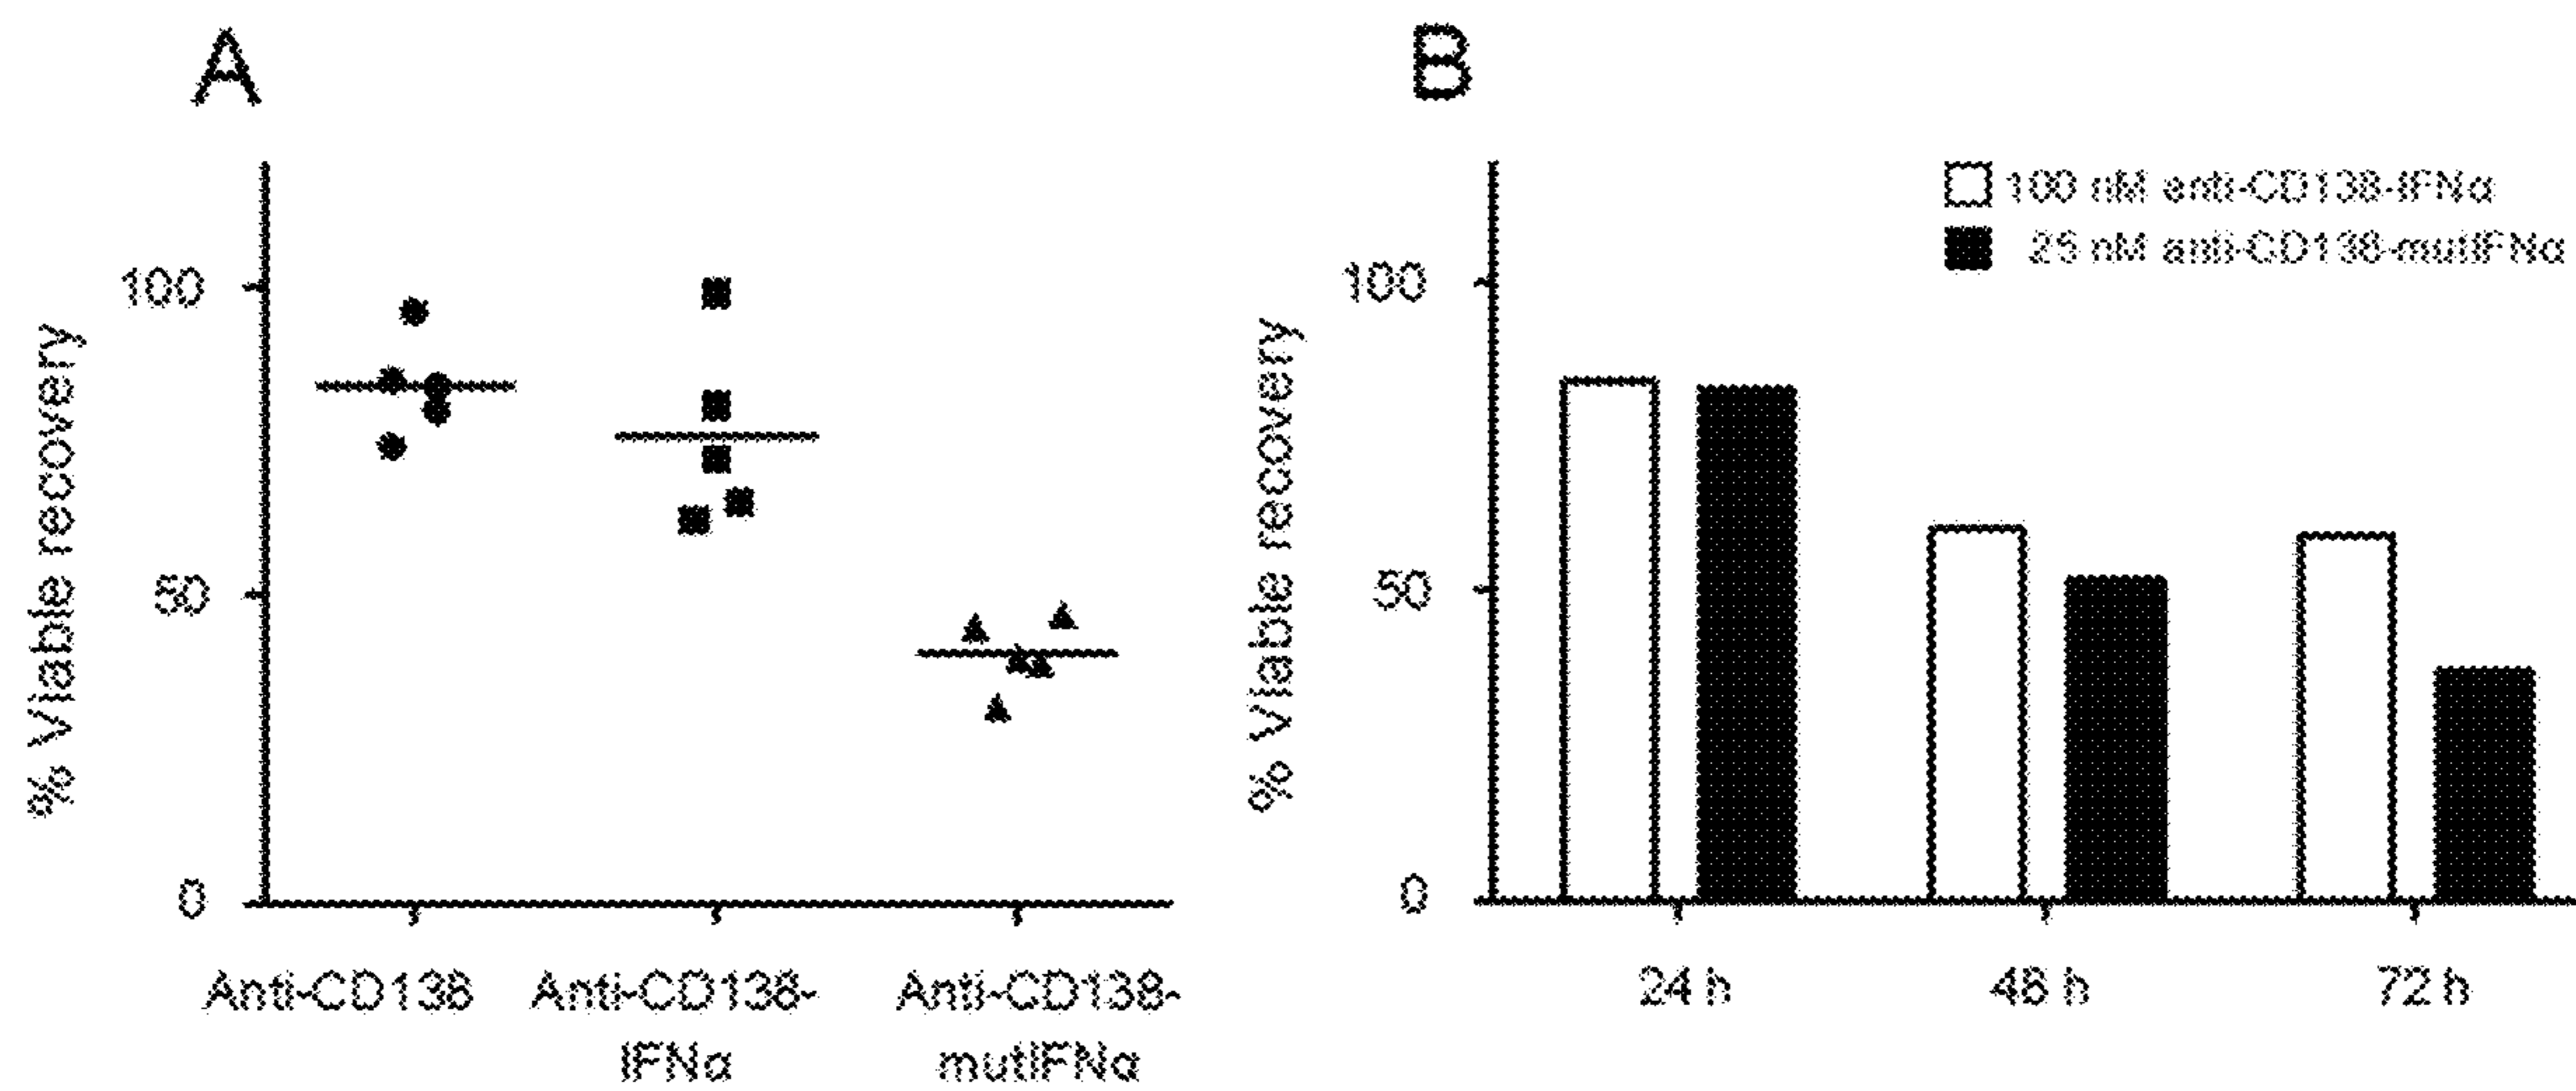 A
% Viable recovery
100
50
0
Anti-CD138
Anti-CD138-
IFNα
Anti-CD138-
mutIFNα
B
100 nM anti-CD138-IFNα
25 nM anti-CD138-mutIFNα
% Viable recovery
100
50
0
24 h
48 h
72 h